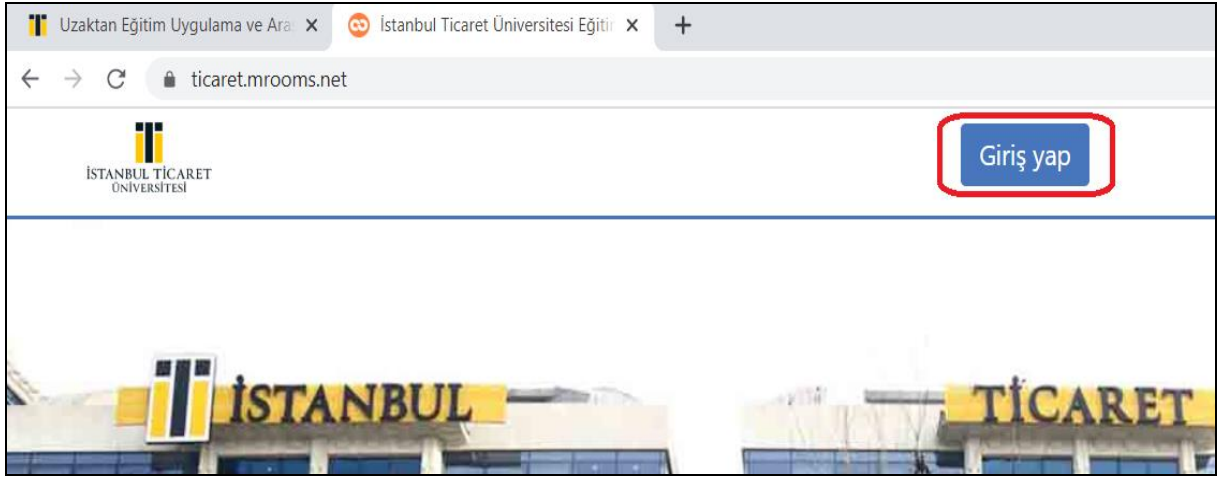 Uzaktan Eğitim Uygulama ve Ara
İstanbul Ticaret Üniversitesi Eğitir
ticaret.mrooms.net
İSTANBUL TİCARET
ÜNİVERSİTESİ
Giriş yap
İSTANBUL
TİCARET